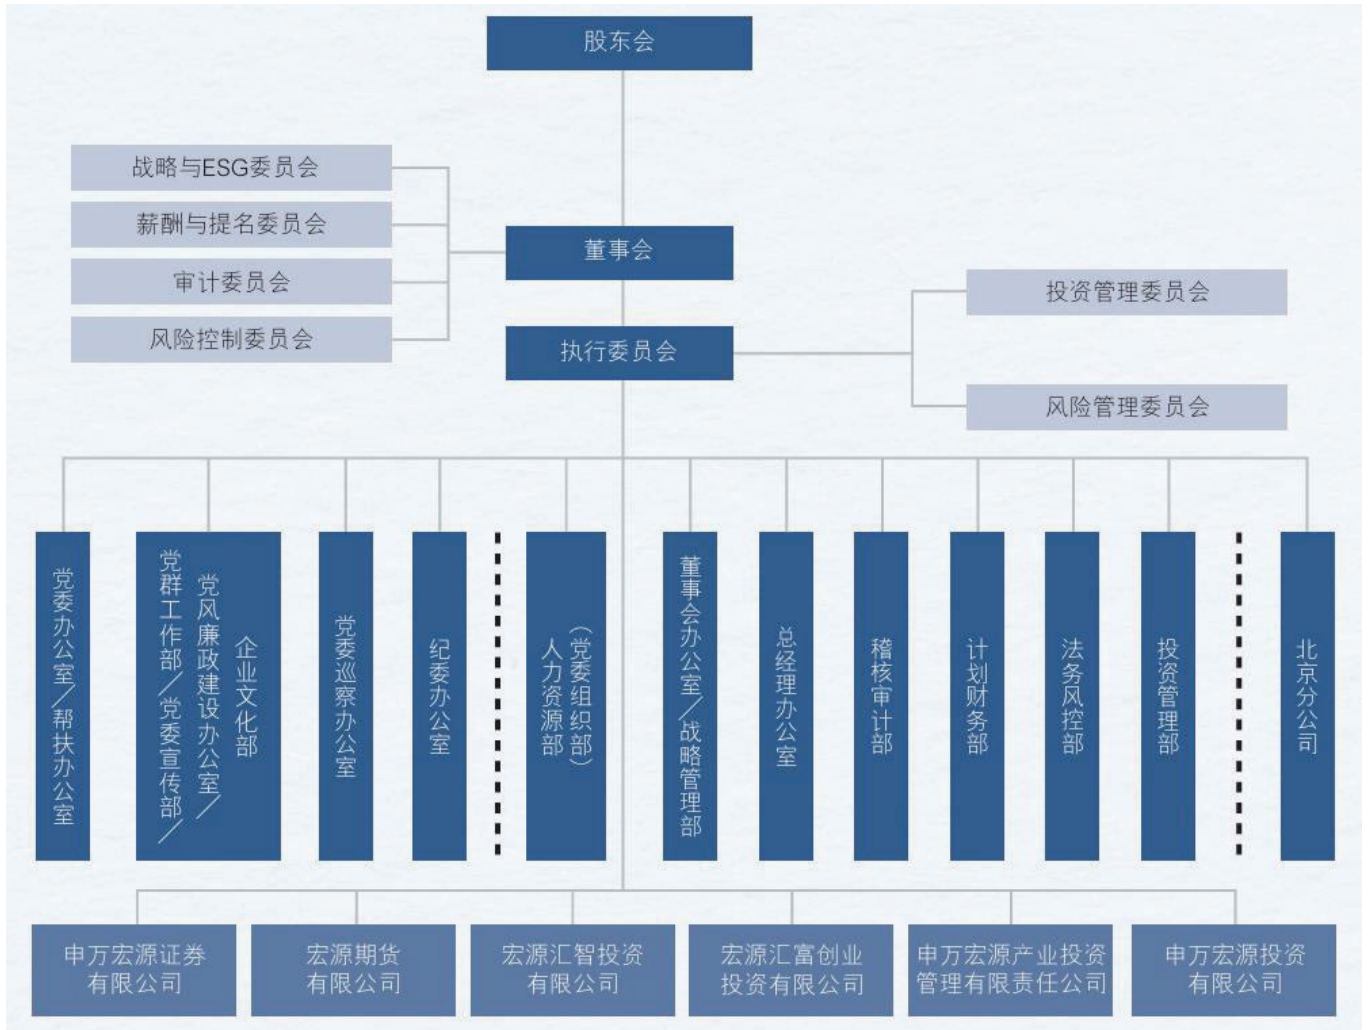 股东会
战略与ESG委员会
薪酬与提名委员会
审计委员会
风险控制委员会
董事会
执行委员会
投资管理委员会
风险管理委员会
党委办公室／帮扶办公室
党群工作部／党委宣传部／
党风廉政建设办公室／
企业文化部
党委巡察办公室
纪委办公室
人力资源部
（党委组织部）
董事会办公室／战略管理部
总经理办公室
稽核审计部
计划财务部
法务风控部
投资管理部
北京分公司
申万宏源证券
有限公司
宏源期货
有限公司
宏源汇智投资
有限公司
宏源汇富创业
投资有限公司
申万宏源产业投资
管理有限责任公司
申万宏源投资
有限公司